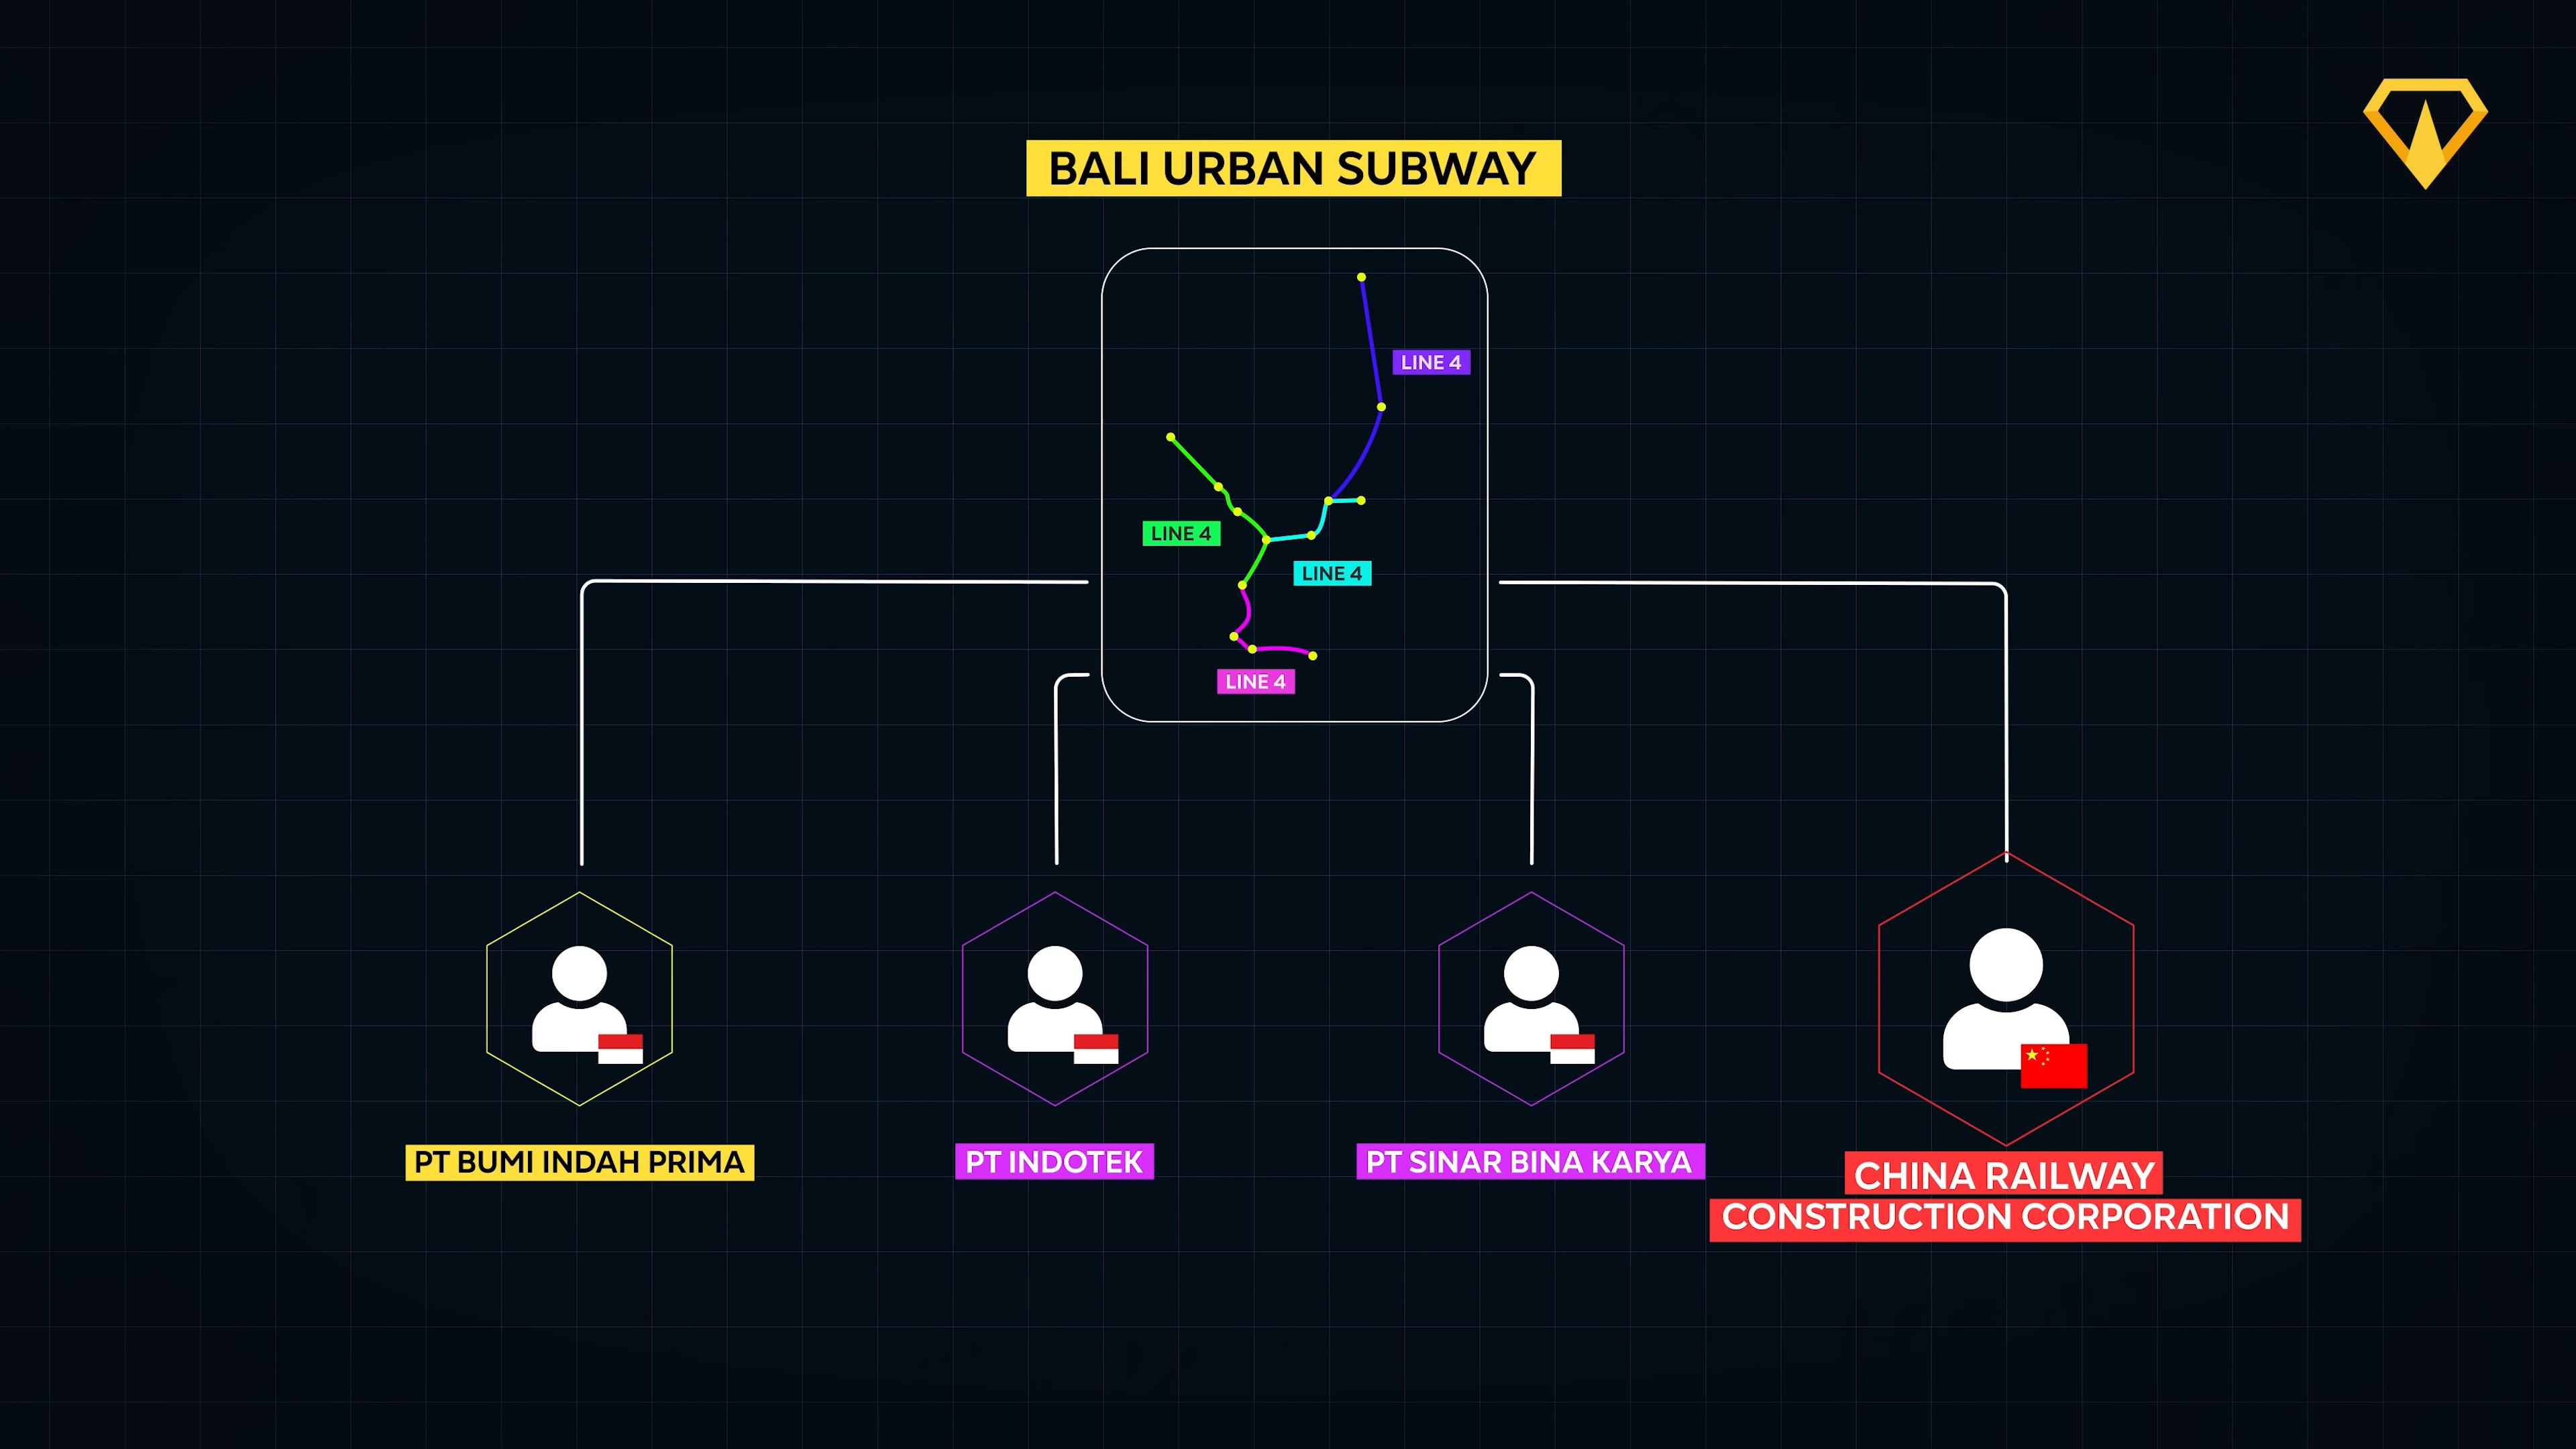 BALI URBAN SUBWAY
LINE 4
LINE 4
LINE 4
LINE 4
PT BUMI INDAH PRIMA
PT INDOTEK
PT SINAR BINA KARYA
CHINA RAILWAY
CONSTRUCTION CORPORATION